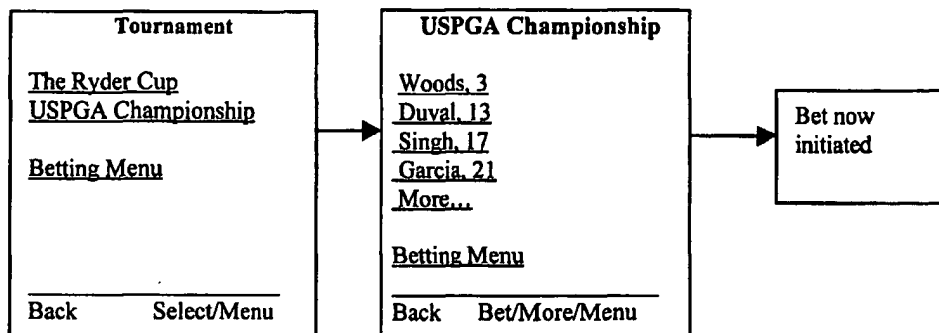 Tournament
The Ryder Cup
USPGA Championship
Betting Menu
Back Select/Menu
USPGA Championship
Woods, 3
Duval, 13
Singh, 17
Garcia, 21
More...
Betting Menu
Back Bet/More/Menu
Bet now
initiated